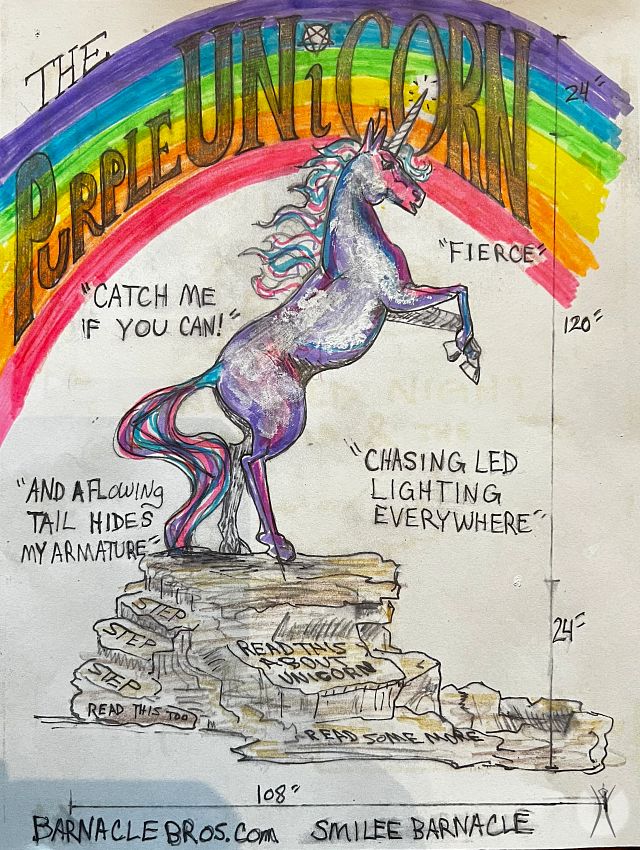 THE
PURPLE UNiCORN
24"
"FIERCE"
"CATCH ME
IF YOU CAN!"
120"
"CHASING LED
LIGHTING
EVERYWHERE"
"AND A FLOWING
TAIL HIDES
MY ARMATURE"
STEP
STEP
STEP
READ THIS TOO
READ THIS
ABOUT
UNICORN
READ SOME MORE
24"
108"
BARNACLEBROS.com SMILEE BARNACLE